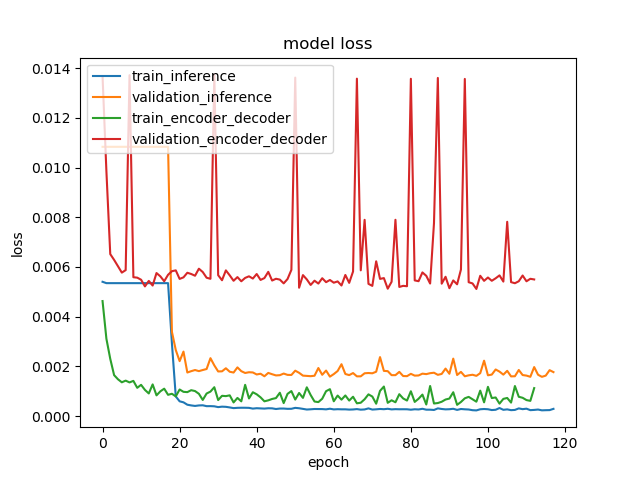 model loss
0.014
0.012
0.010
0.008
0.006
0.004
0.002
0.000
loss
train_inference
validation_inference
train_encoder_decoder
validation_encoder_decoder
0 20 40 60 80 100 120
epoch